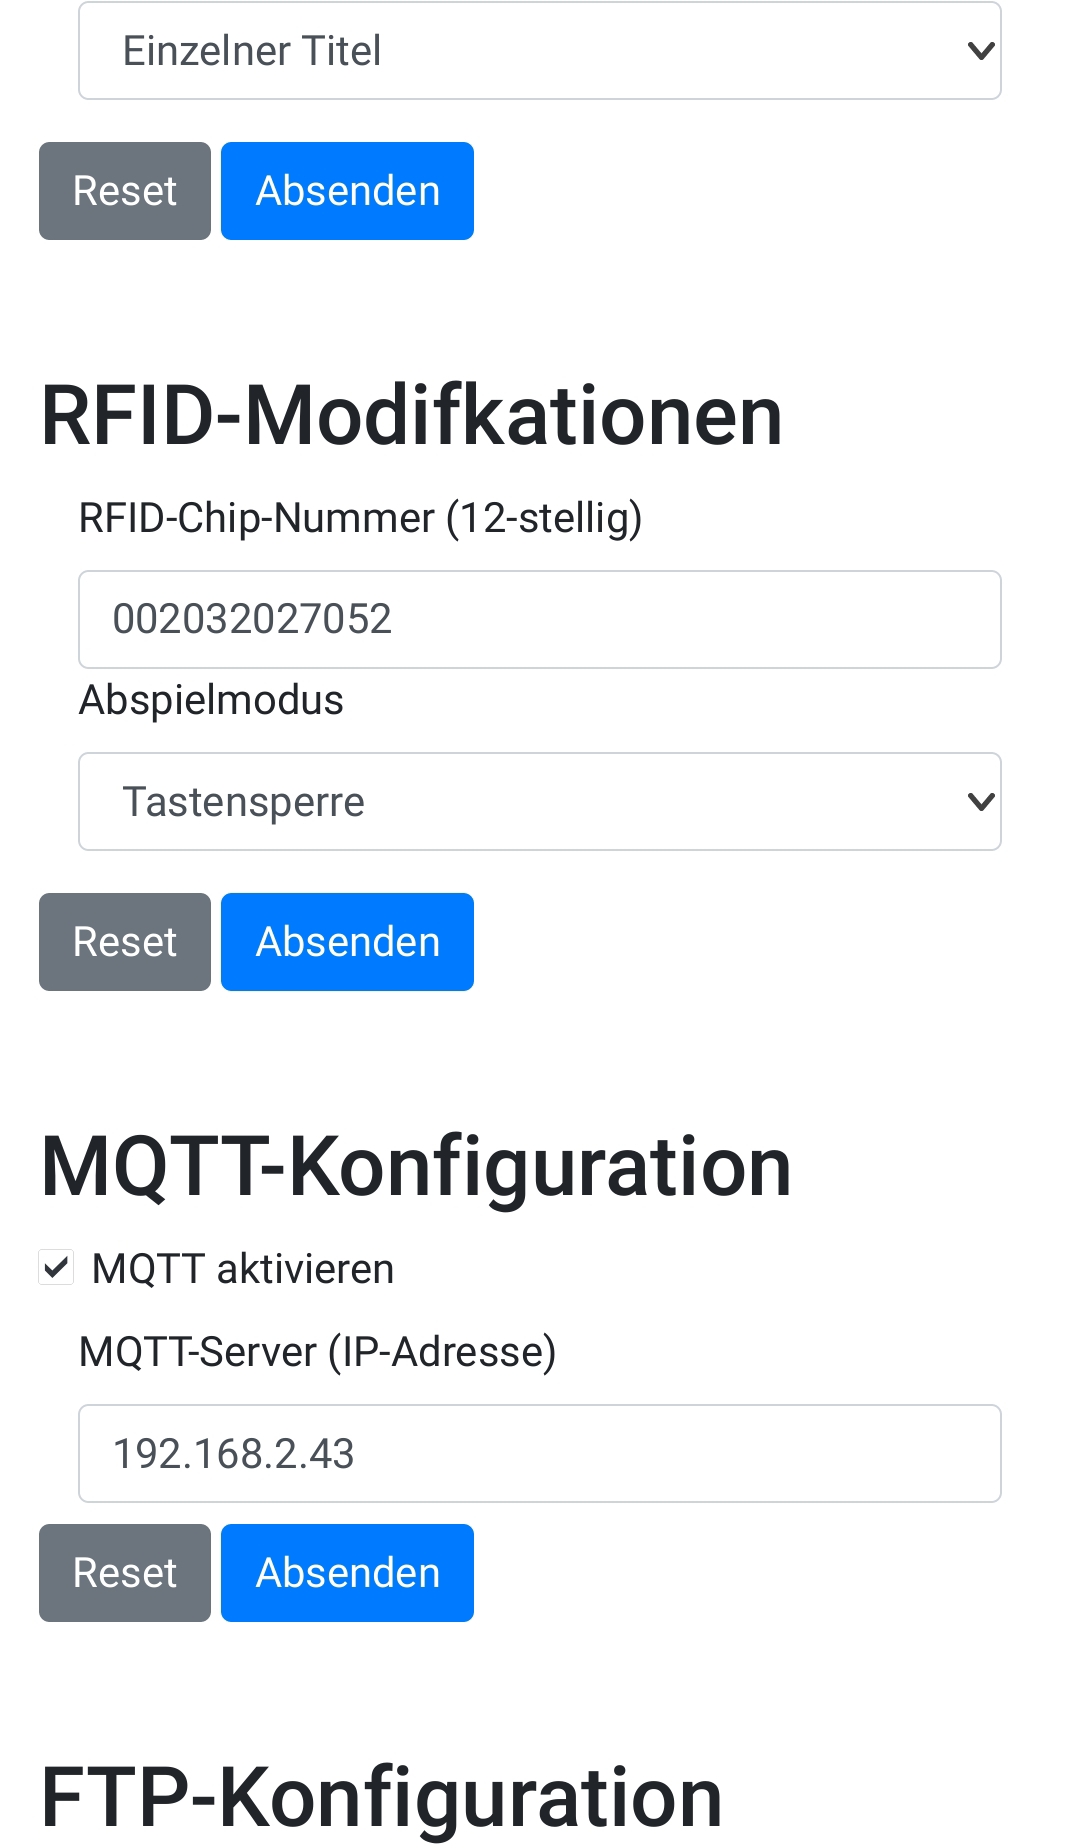 Einzelner Titel
Reset Absenden
RFID-Modifkationen
RFID-Chip-Nummer (12-stellig)
002032027052
Abspielmodus
Tastensperre
Reset Absenden
MQTT-Konfiguration
MQTT aktivieren
MQTT-Server (IP-Adresse)
192.168.2.43
Reset Absenden
FTP-Konfiguration